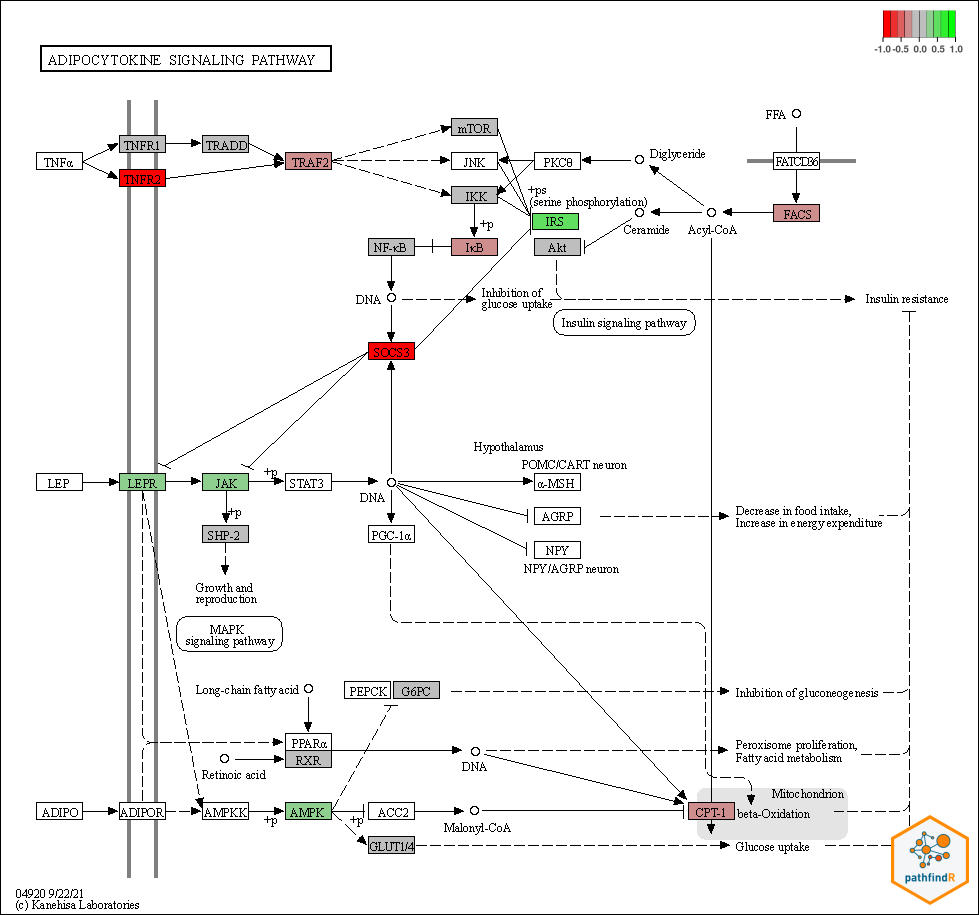 -1.0 -0.5 0.0 0.5 1.0
ADIPOCYTOKINE SIGNALING PATHWAY
TNFα
TNFR1
TRADD
TNFR2
TRAF2
mTOR
JNK
PKCθ
Diglyceride
FFA
FATCD36
IKK
+ps
(serine phosphorylation)
IRS
FACS
+p
Ceramide
Acyl-CoA
NF-κB
IκB
Akt
DNA
Inhibition of
glucose uptake
Insulin resistance
Insulin signaling pathway
SOCS3
Hypothalamus
POMC/CART neuron
LEP
LEPR
JAK
+p
STAT3
DNA
α-MSH
+p
SHP-2
PGC-1α
AGRP
Decrease in food intake,
Increase in energy expenditure
NPY
NPY/AGRP neuron
Growth and
reproduction
MAPK
signaling pathway
Long-chain fatty acid
PEPCK
G6PC
Inhibition of gluconeogenesis
PPARα
RXR
Retinoic acid
DNA
Peroxisome proliferation,
Fatty acid metabolism
Mitochondrion
ADIPO
ADIPOR
AMPKK
+p
AMPK
+p
ACC2
Malonyl-CoA
CPT-1
beta-Oxidation
GLUT1/4
Glucose uptake
pathfindR
04920 9/22/21
(c) Kanehisa Laboratories